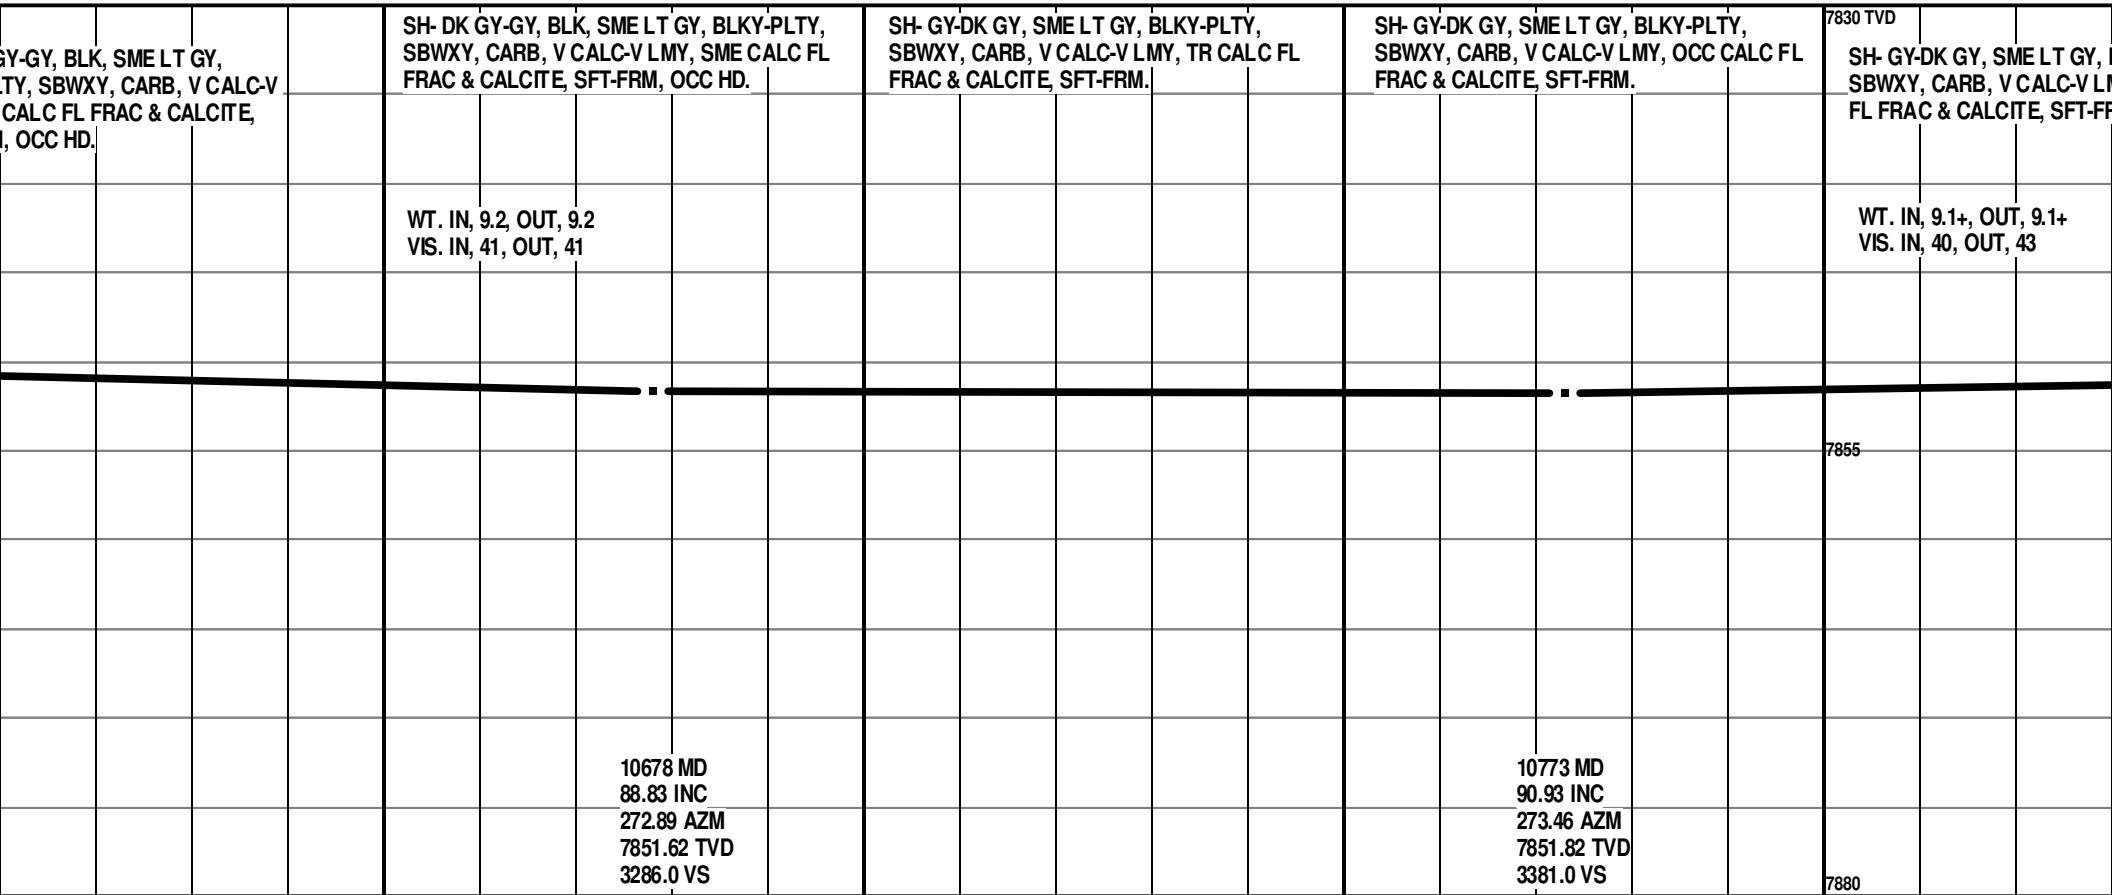 GY-GY, BLK, SME LT GY,
LTY, SBWXY, CARB, V CALC-V
CALC FL FRAC & CALCITE,
, OCC HD.
SH- DK GY-GY, BLK, SME LT GY, BLKY-PLTY,
SBWXY, CARB, V CALC-V LMY, SME CALC FL
FRAC & CALCITE, SFT-FRM, OCC HD.
SH- GY-DK GY, SME LT GY, BLKY-PLTY,
SBWXY, CARB, V CALC-V LMY, TR CALC FL
FRAC & CALCITE, SFT-FRM.
SH- GY-DK GY, SME LT GY, BLKY-PLTY,
SBWXY, CARB, V CALC-V LMY, OCC CALC FL
FRAC & CALCITE, SFT-FRM.
7830 TVD
SH- GY-DK GY, SME LT GY,
SBWXY, CARB, V CALC-V LM
FL FRAC & CALCITE, SFT-FR
WT. IN, 9.2, OUT, 9.2
VIS. IN, 41, OUT, 41
WT. IN, 9.1+, OUT, 9.1+
VIS. IN, 40, OUT, 43
7855
10678 MD
88.83 INC
272.89 AZM
7851.62 TVD
3286.0 VS
10773 MD
90.93 INC
273.46 AZM
7851.82 TVD
3381.0 VS
7880